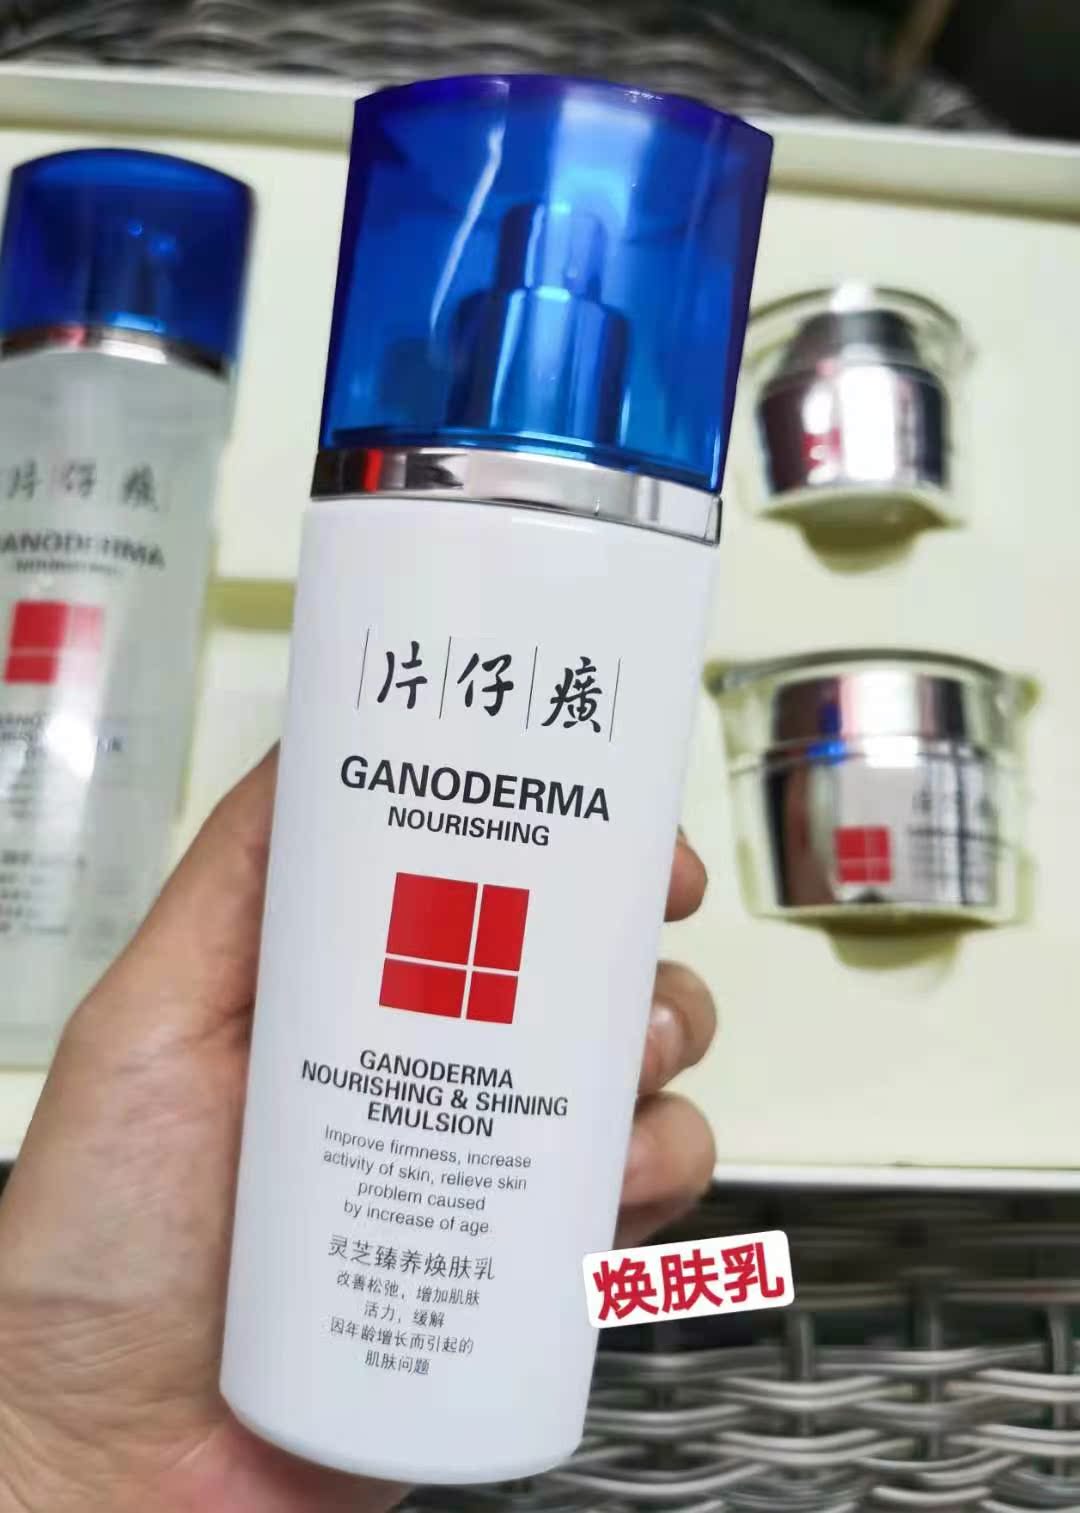 片仔癀
GANODERMA
NOURISHING
GANODERMA
NOURISHING & SHINING
EMULSION
Improve firmness, increase
activity of skin, relieve skin
problem caused
by increase of age.
灵芝臻养焕肤乳
改善松弛，增加肌肤
活力，缓解
因年龄增长而引起的
肌肤问题
焕肤乳
片仔癀
GANODERMA